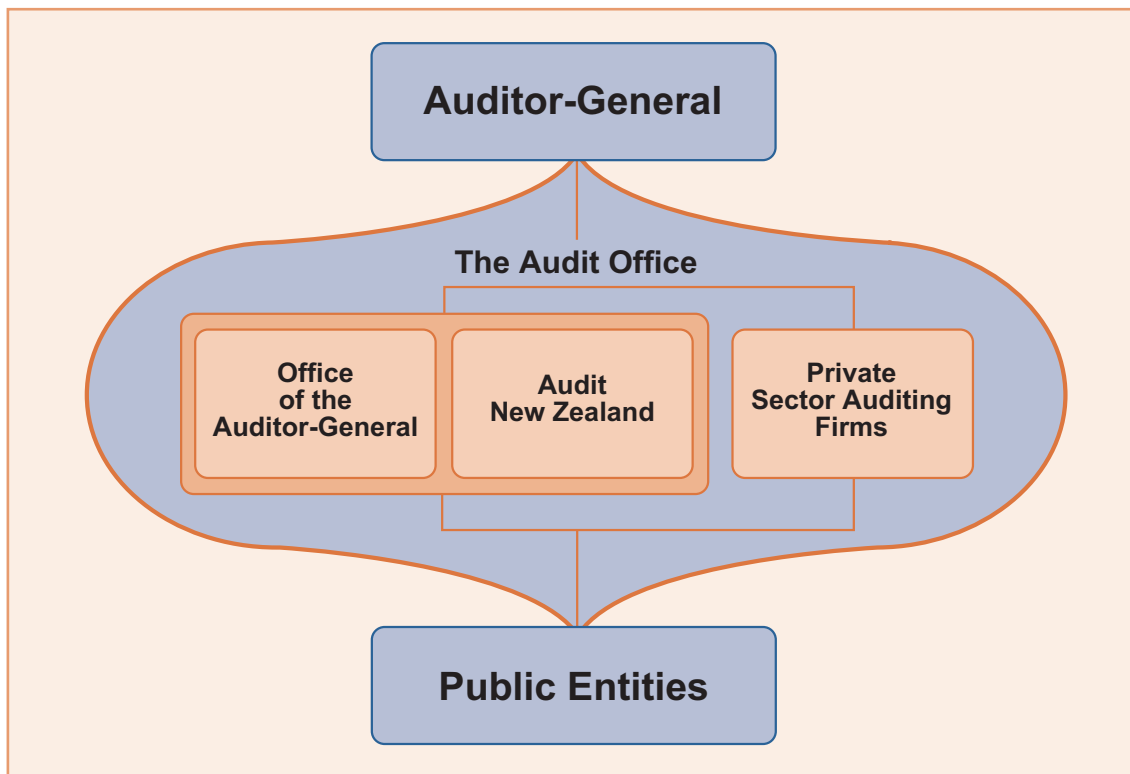 Auditor-General
The Audit Office
Office
of the
Auditor-General
Audit
New Zealand
Private
Sector Auditing
Firms
Public Entities